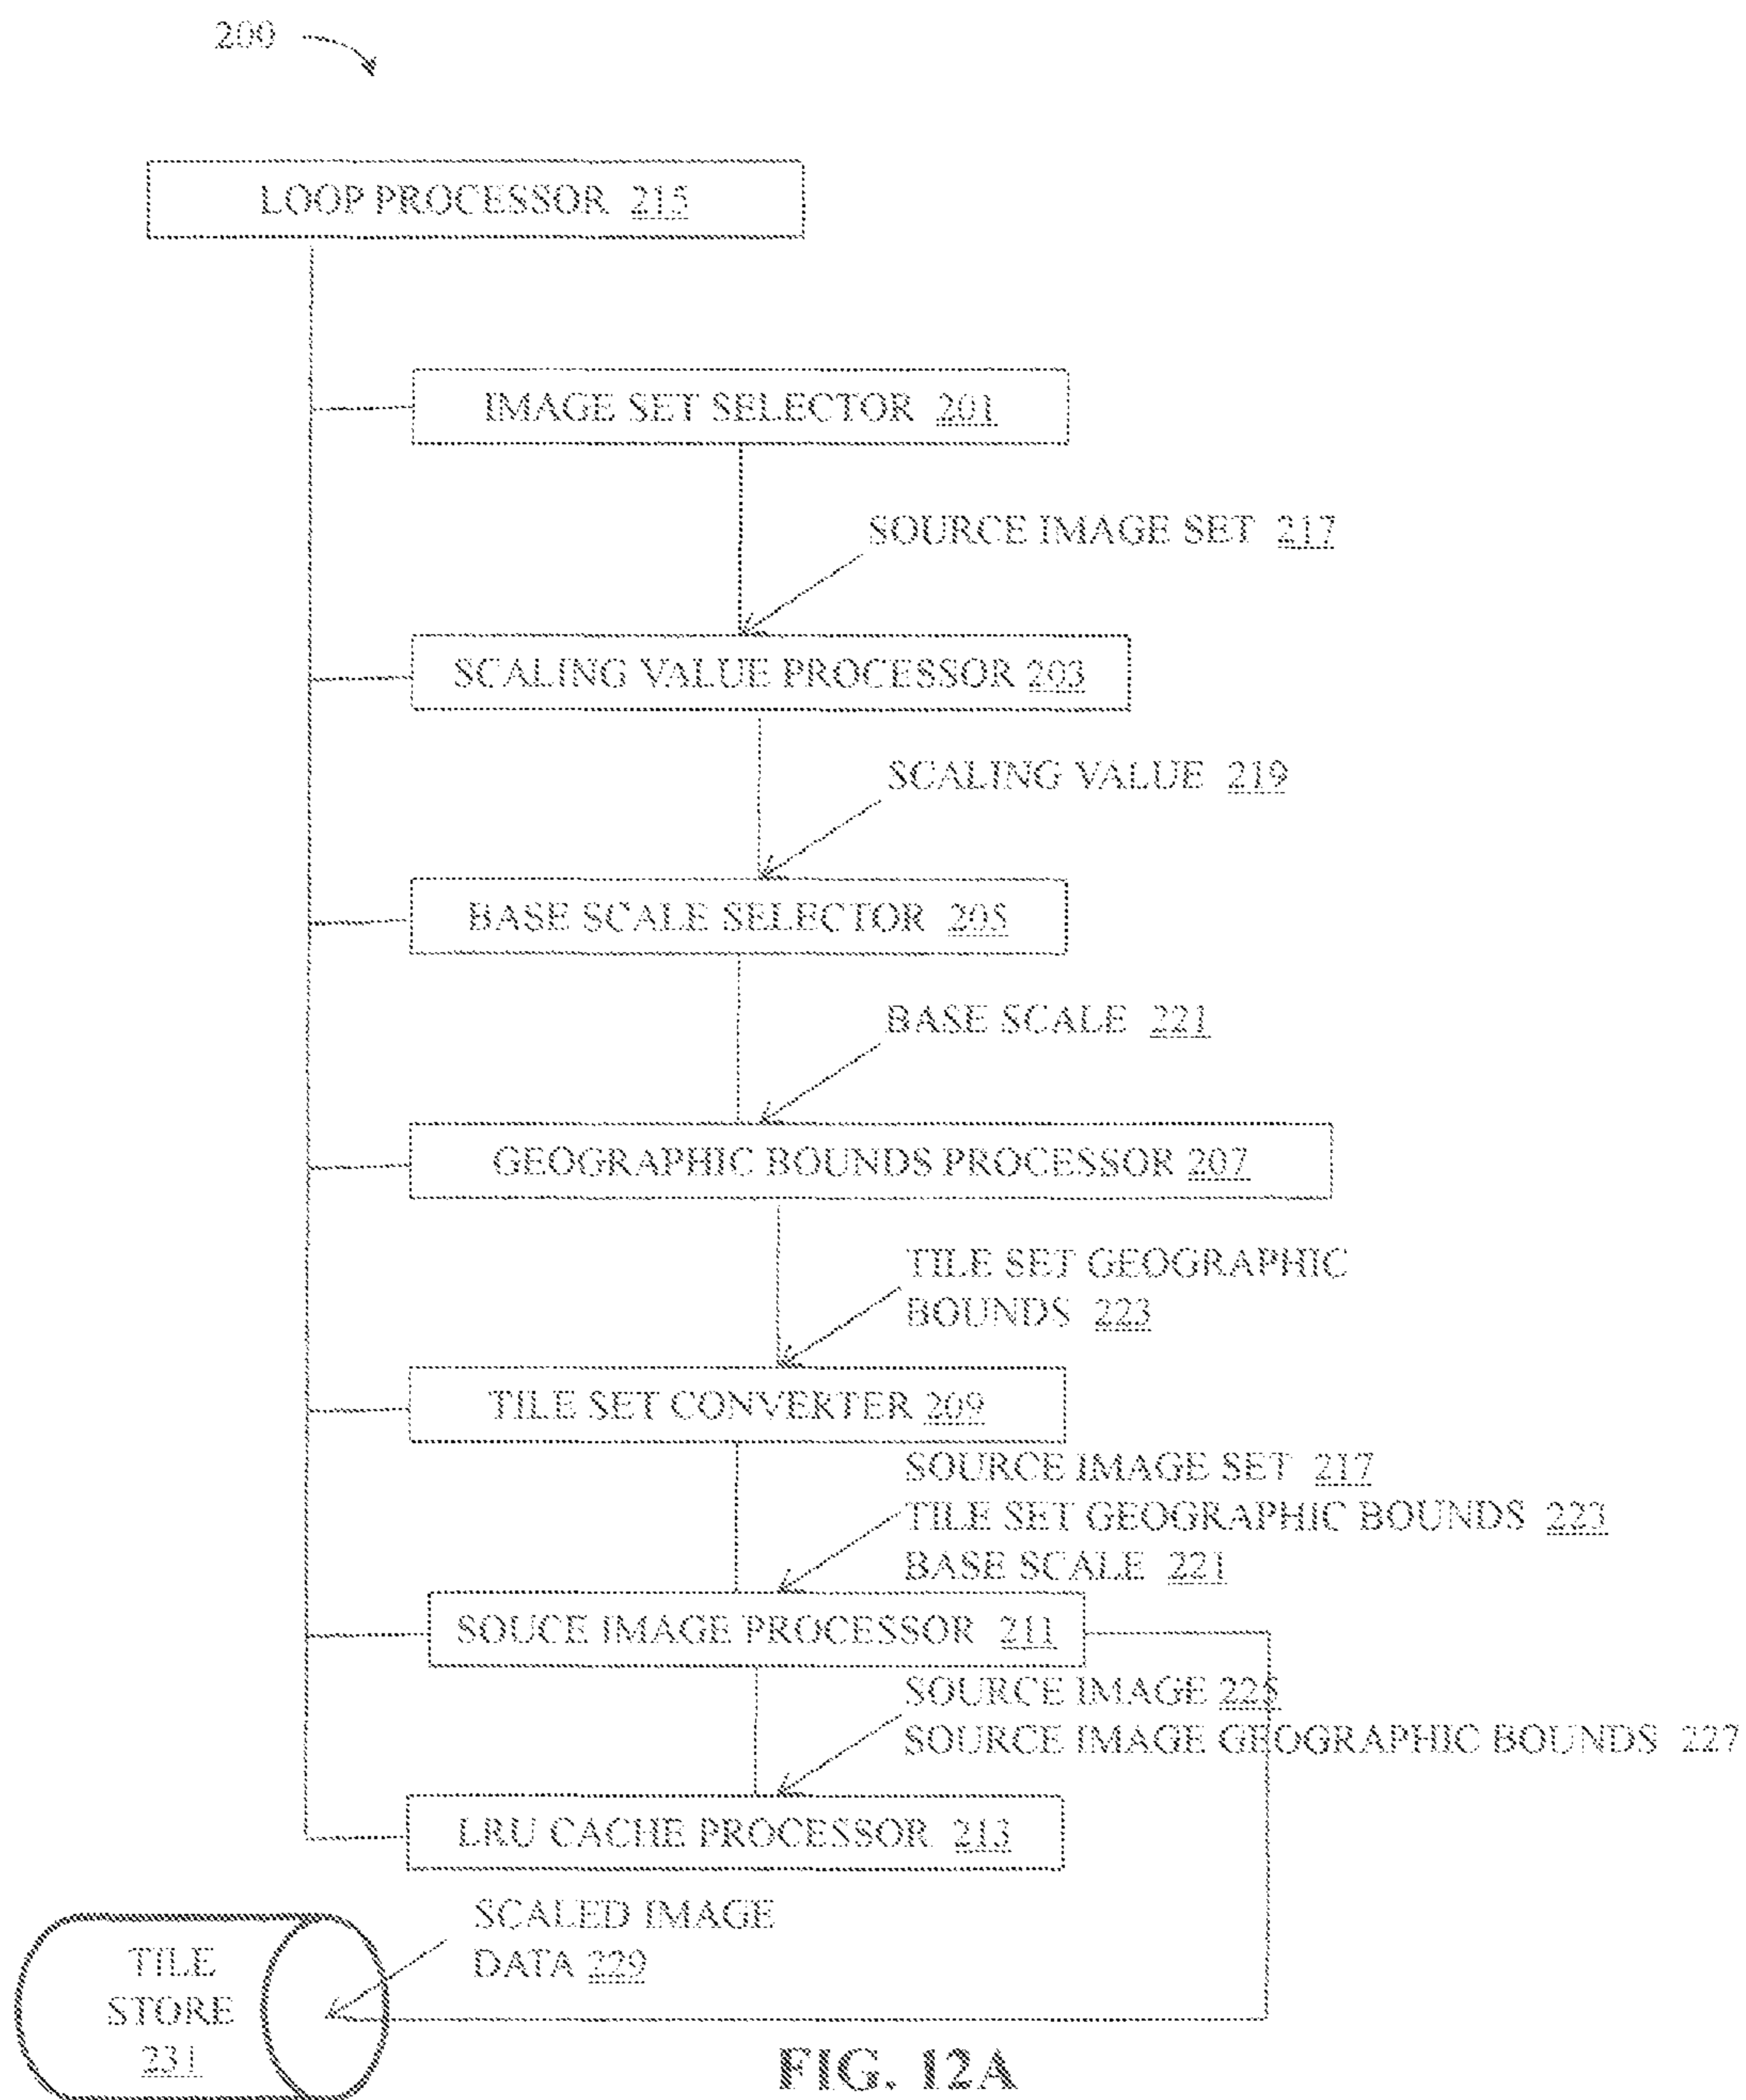 200
LOOP PROCESSOR 215
IMAGE SET SELECTOR 201
SOURCE IMAGE SET 217
SCALING VALUE PROCESSOR 203
SCALING VALUE 219
BASE SCALE SELECTOR 205
BASE SCALE 221
GEOGRAPHIC BOUNDS PROCESSOR 207
TILE SET GEOGRAPHIC
BOUNDS 223
TILE SET CONVERTER 209
SOURCE IMAGE SET 217
TILE SET GEOGRAPHIC BOUNDS 223
BASE SCALE 221
SOUCE IMAGE PROCESSOR 211
SOURCE IMAGE 225
SOURCE IMAGE GEOGRAPHIC BOUNDS 227
LRU CACHE PROCESSOR 213
SCALED IMAGE
DATA 229
TILE
STORE
231
FIG. 12A